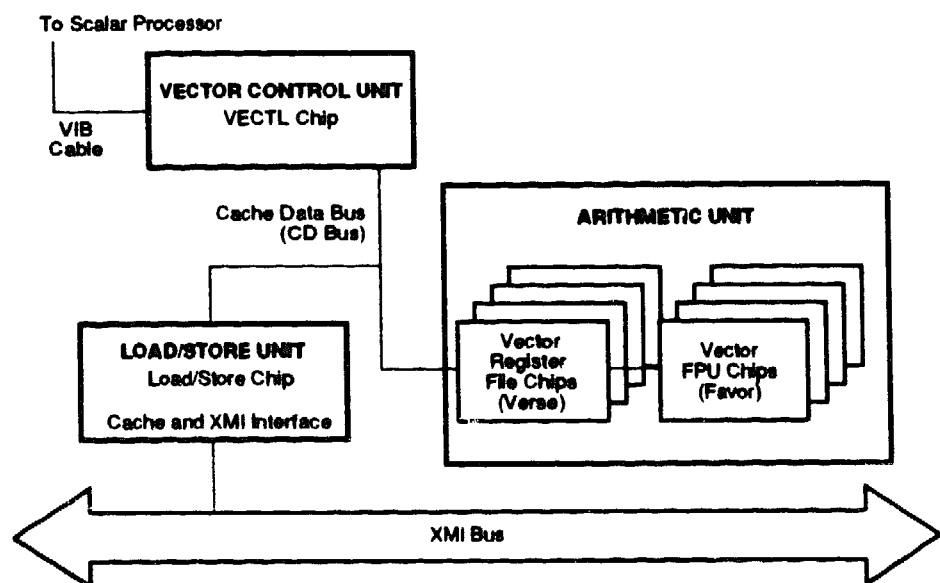 To Scalar Processor
VECTOR CONTROL UNIT
VECTL Chip
VIB
Cable
Cache Data Bus
(CD Bus)
ARITHMETIC UNIT
Vector
Register
File Chips
(Verse)
Vector
FPU Chips
(Favor)
LOAD/STORE UNIT
Load/Store Chip
Cache and XMI Interface
XMI Bus